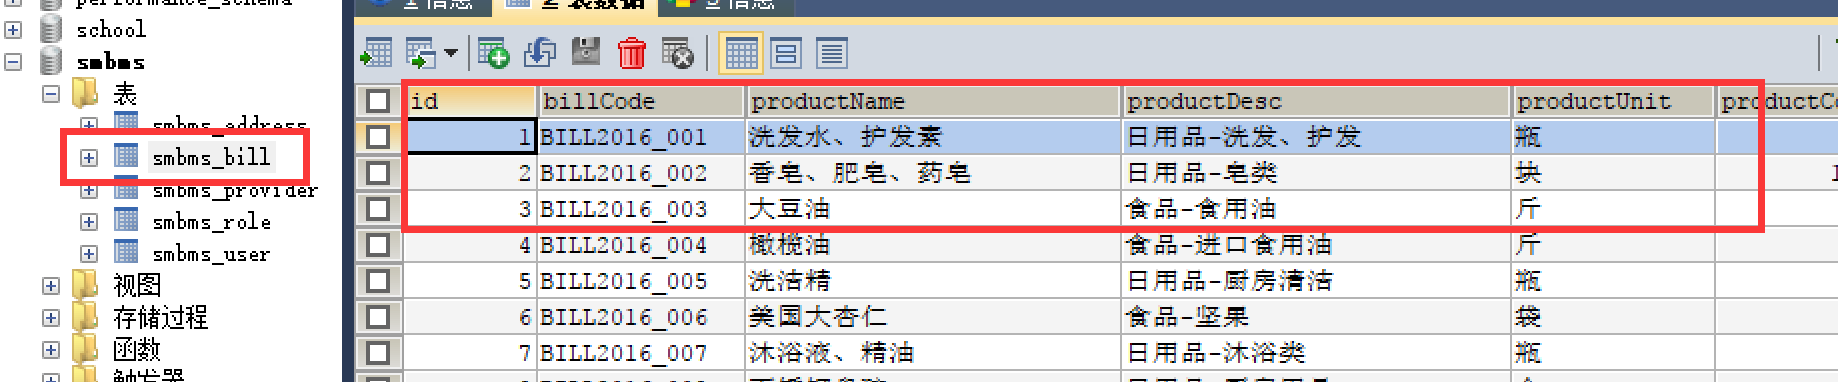 performance_schema
school
smbms
表
smbms_address
smbms_bill
smbms_provider
smbms_role
smbms_user
视图
存储过程
函数
触发器
1 信息 2 表数据 3 信息
id billCode productName productDesc productUnit productCo
1 BILL2016_001 洗发水、护发素 日用品-洗发、护发 瓶
2 BILL2016_002 香皂、肥皂、药皂 日用品-皂类 块 1
3 BILL2016_003 大豆油 食品-食用油 斤
4 BILL2016_004 橄榄油 食品-进口食用油 斤
5 BILL2016_005 洗洁精 日用品-厨房清洁 瓶
6 BILL2016_006 美国大杏仁 食品-坚果 袋
7 BILL2016_007 沐浴液、精油 日用品-沐浴类 瓶